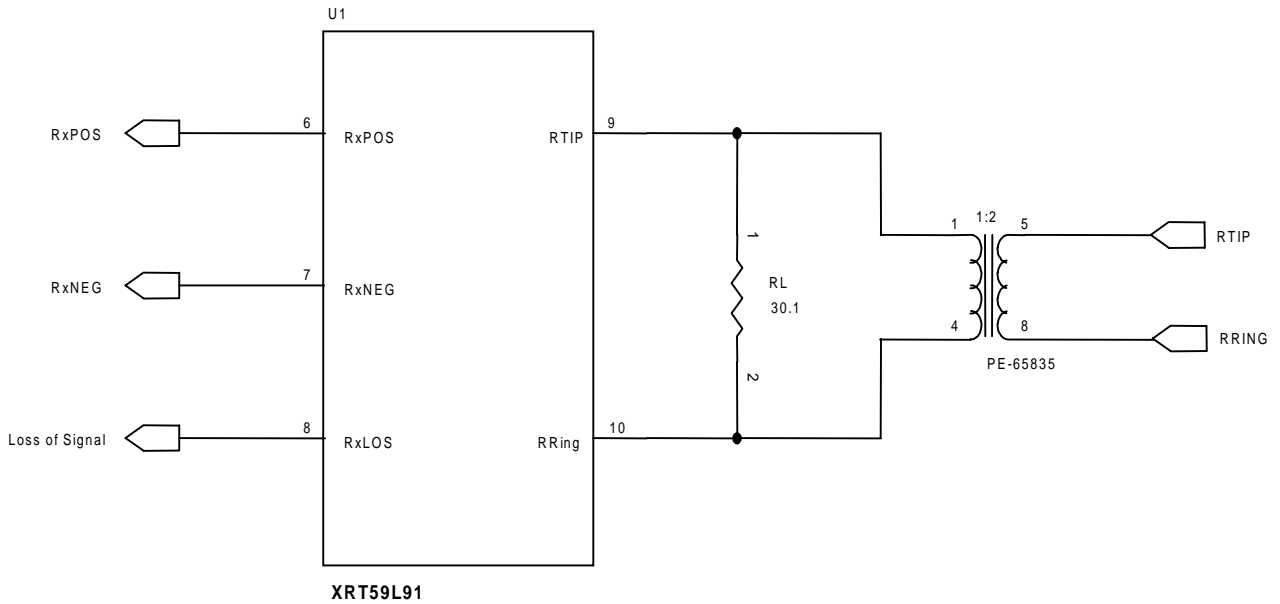 U1
RxPOS
6
RxPOS
RTIP
9
RxNEG
7
RxNEG
1
RL
30.1
2
1
1:2
5
RTIP
4
8
RRING
PE-65835
Loss of Signal
8
RxLOS
RRing
10
XRT59L91